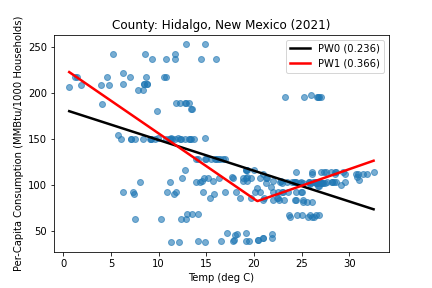 County: Hidalgo, New Mexico (2021)
PW0 (0.236)
PW1 (0.366)
Per-Capita Consumption (MMBtu/1000 Households)
250
200
150
100
50
0 5 10 15 20 25 30
Temp (deg C)